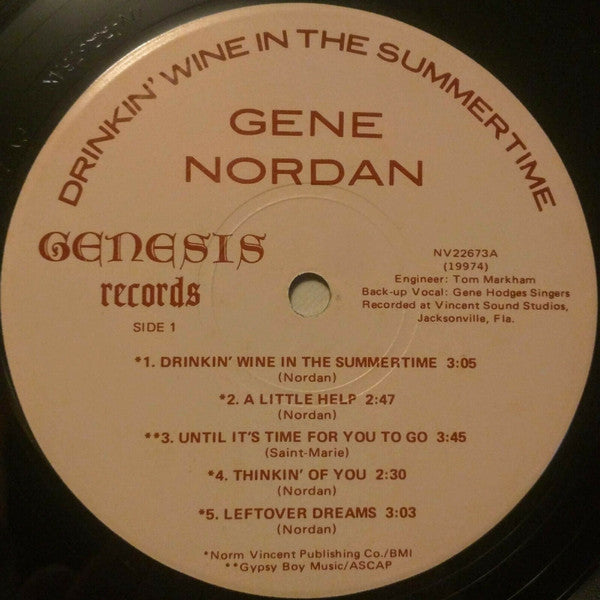 DRINKIN' WINE IN THE SUMMERTIME
GENE
NORDAN
GENESIS
records
SIDE 1
NV22673A
(19974)
Engineer: Tom Markham
Back-up Vocal: Gene Hodges Singers
Recorded at Vincent Sound Studios,
Jacksonville, Fla.
*1. DRINKIN' WINE IN THE SUMMERTIME 3:05
(Nordan)
*2. A LITTLE HELP 2:47
(Nordan)
**3. UNTIL IT'S TIME FOR YOU TO GO 3:45
(Saint-Marie)
*4. THINKIN' OF YOU 2:30
(Nordan)
*5. LEFTOVER DREAMS 3:03
(Nordan)
*Norm Vincent Publishing Co./BMI
**Gypsy Boy Music/ASCAP